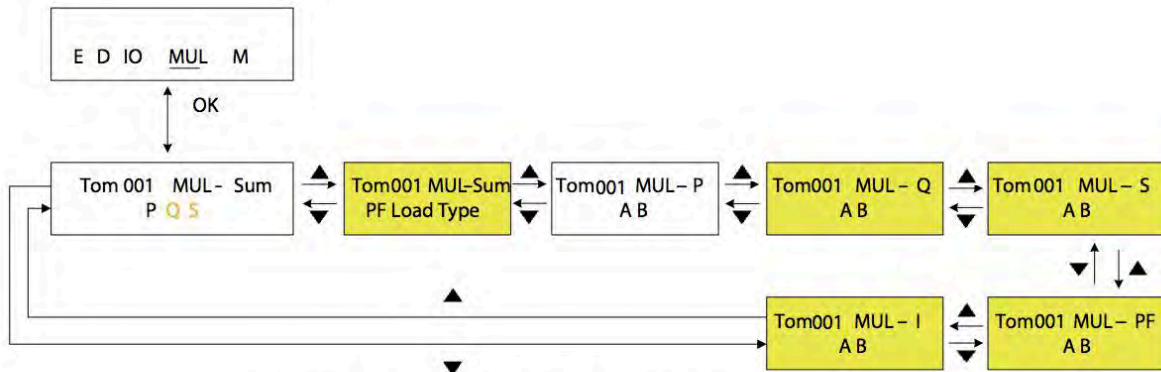 E D IO MUL M
OK
Tom 001 MUL- Sum
P Q S
Tom001 MUL-Sum
PF Load Type
Tom001 MUL- P
A B
Tom001 MUL- Q
A B
Tom001 MUL- S
A B
Tom001 MUL- I
A B
Tom001 MUL- PF
A B